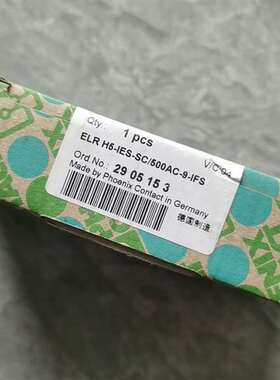 Qty.: 1 pcs
V/C 04
ELR H5-IES-SC/500AC-9-IFS
Ord No.: 29 05 15 3
Made by Phoenix Contact in Germany
德国制造